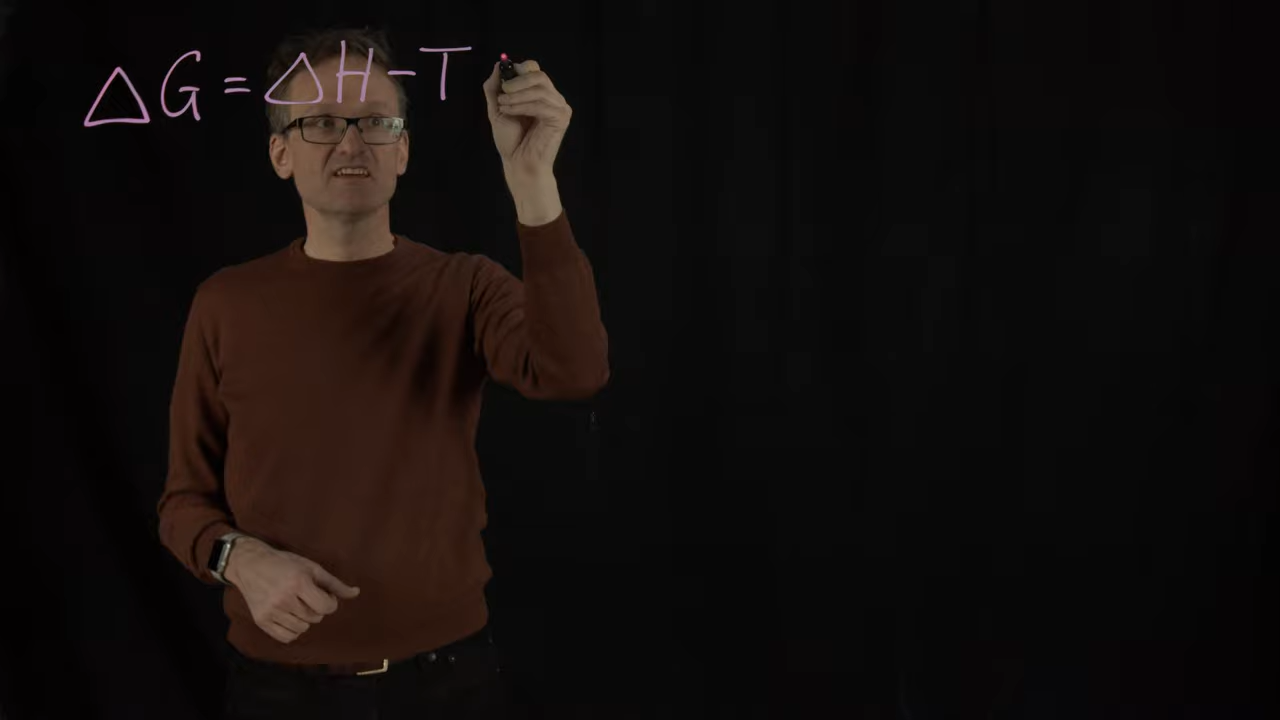 ΔG = ΔH - T